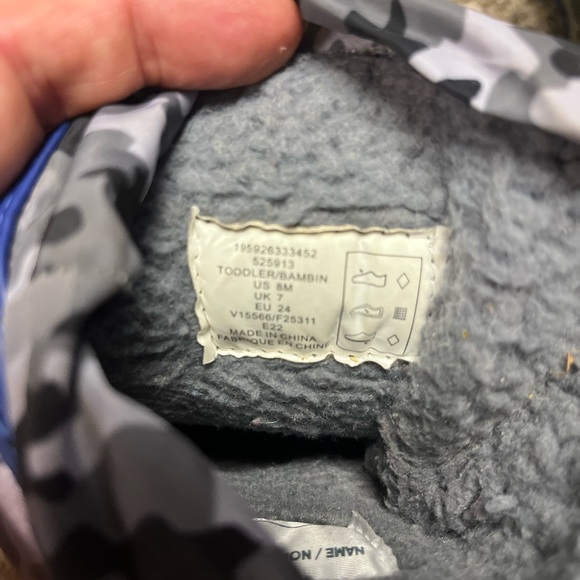 195926333452
525913
TODDLER/BAMBIN
US 8M
UK 7
EU 24
V15566/F25311
E22
MADE IN CHINA
FABRIQUE EN CHINE
NAME /